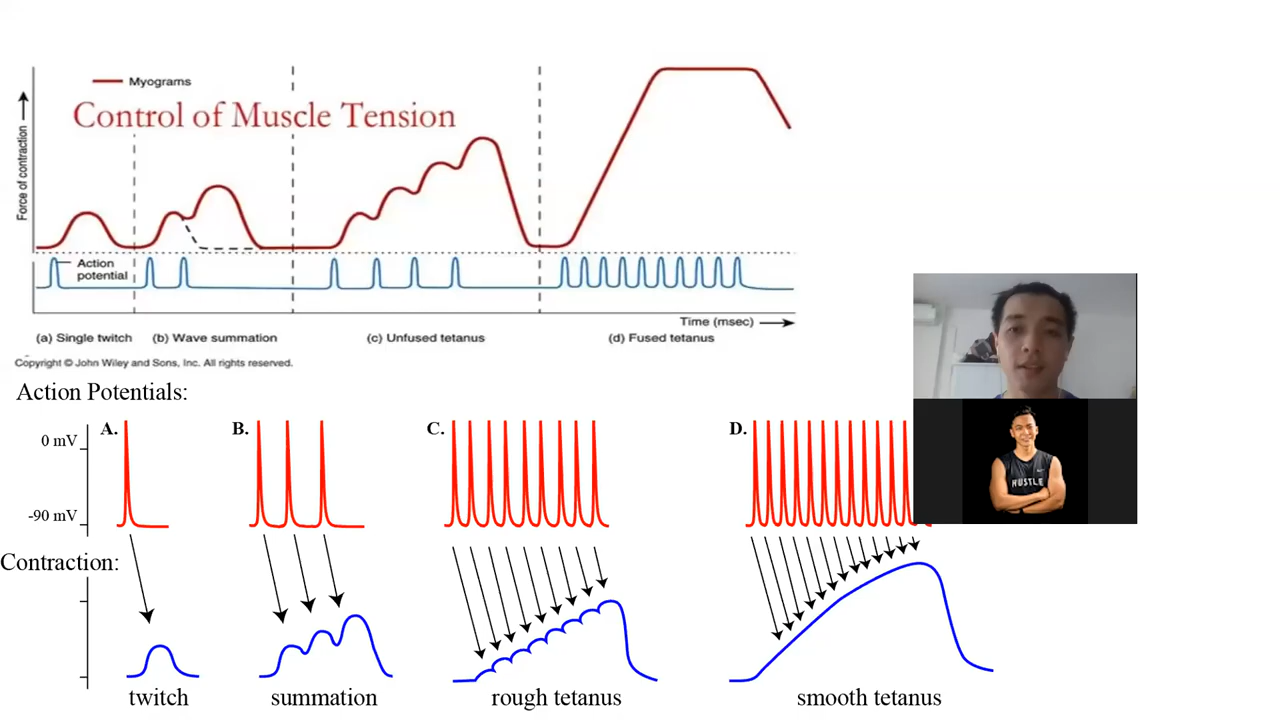 Myograms
Control of Muscle Tension
Force of contraction
Action
potential
Time (msec)
(a) Single twitch
(b) Wave summation
(c) Unfused tetanus
(d) Fused tetanus
Copyright © John Wiley and Sons, Inc. All rights reserved.
Action Potentials:
A.
B.
C.
D.
0 mV
-90 mV
HUSTLE
Contraction:
twitch
summation
rough tetanus
smooth tetanus